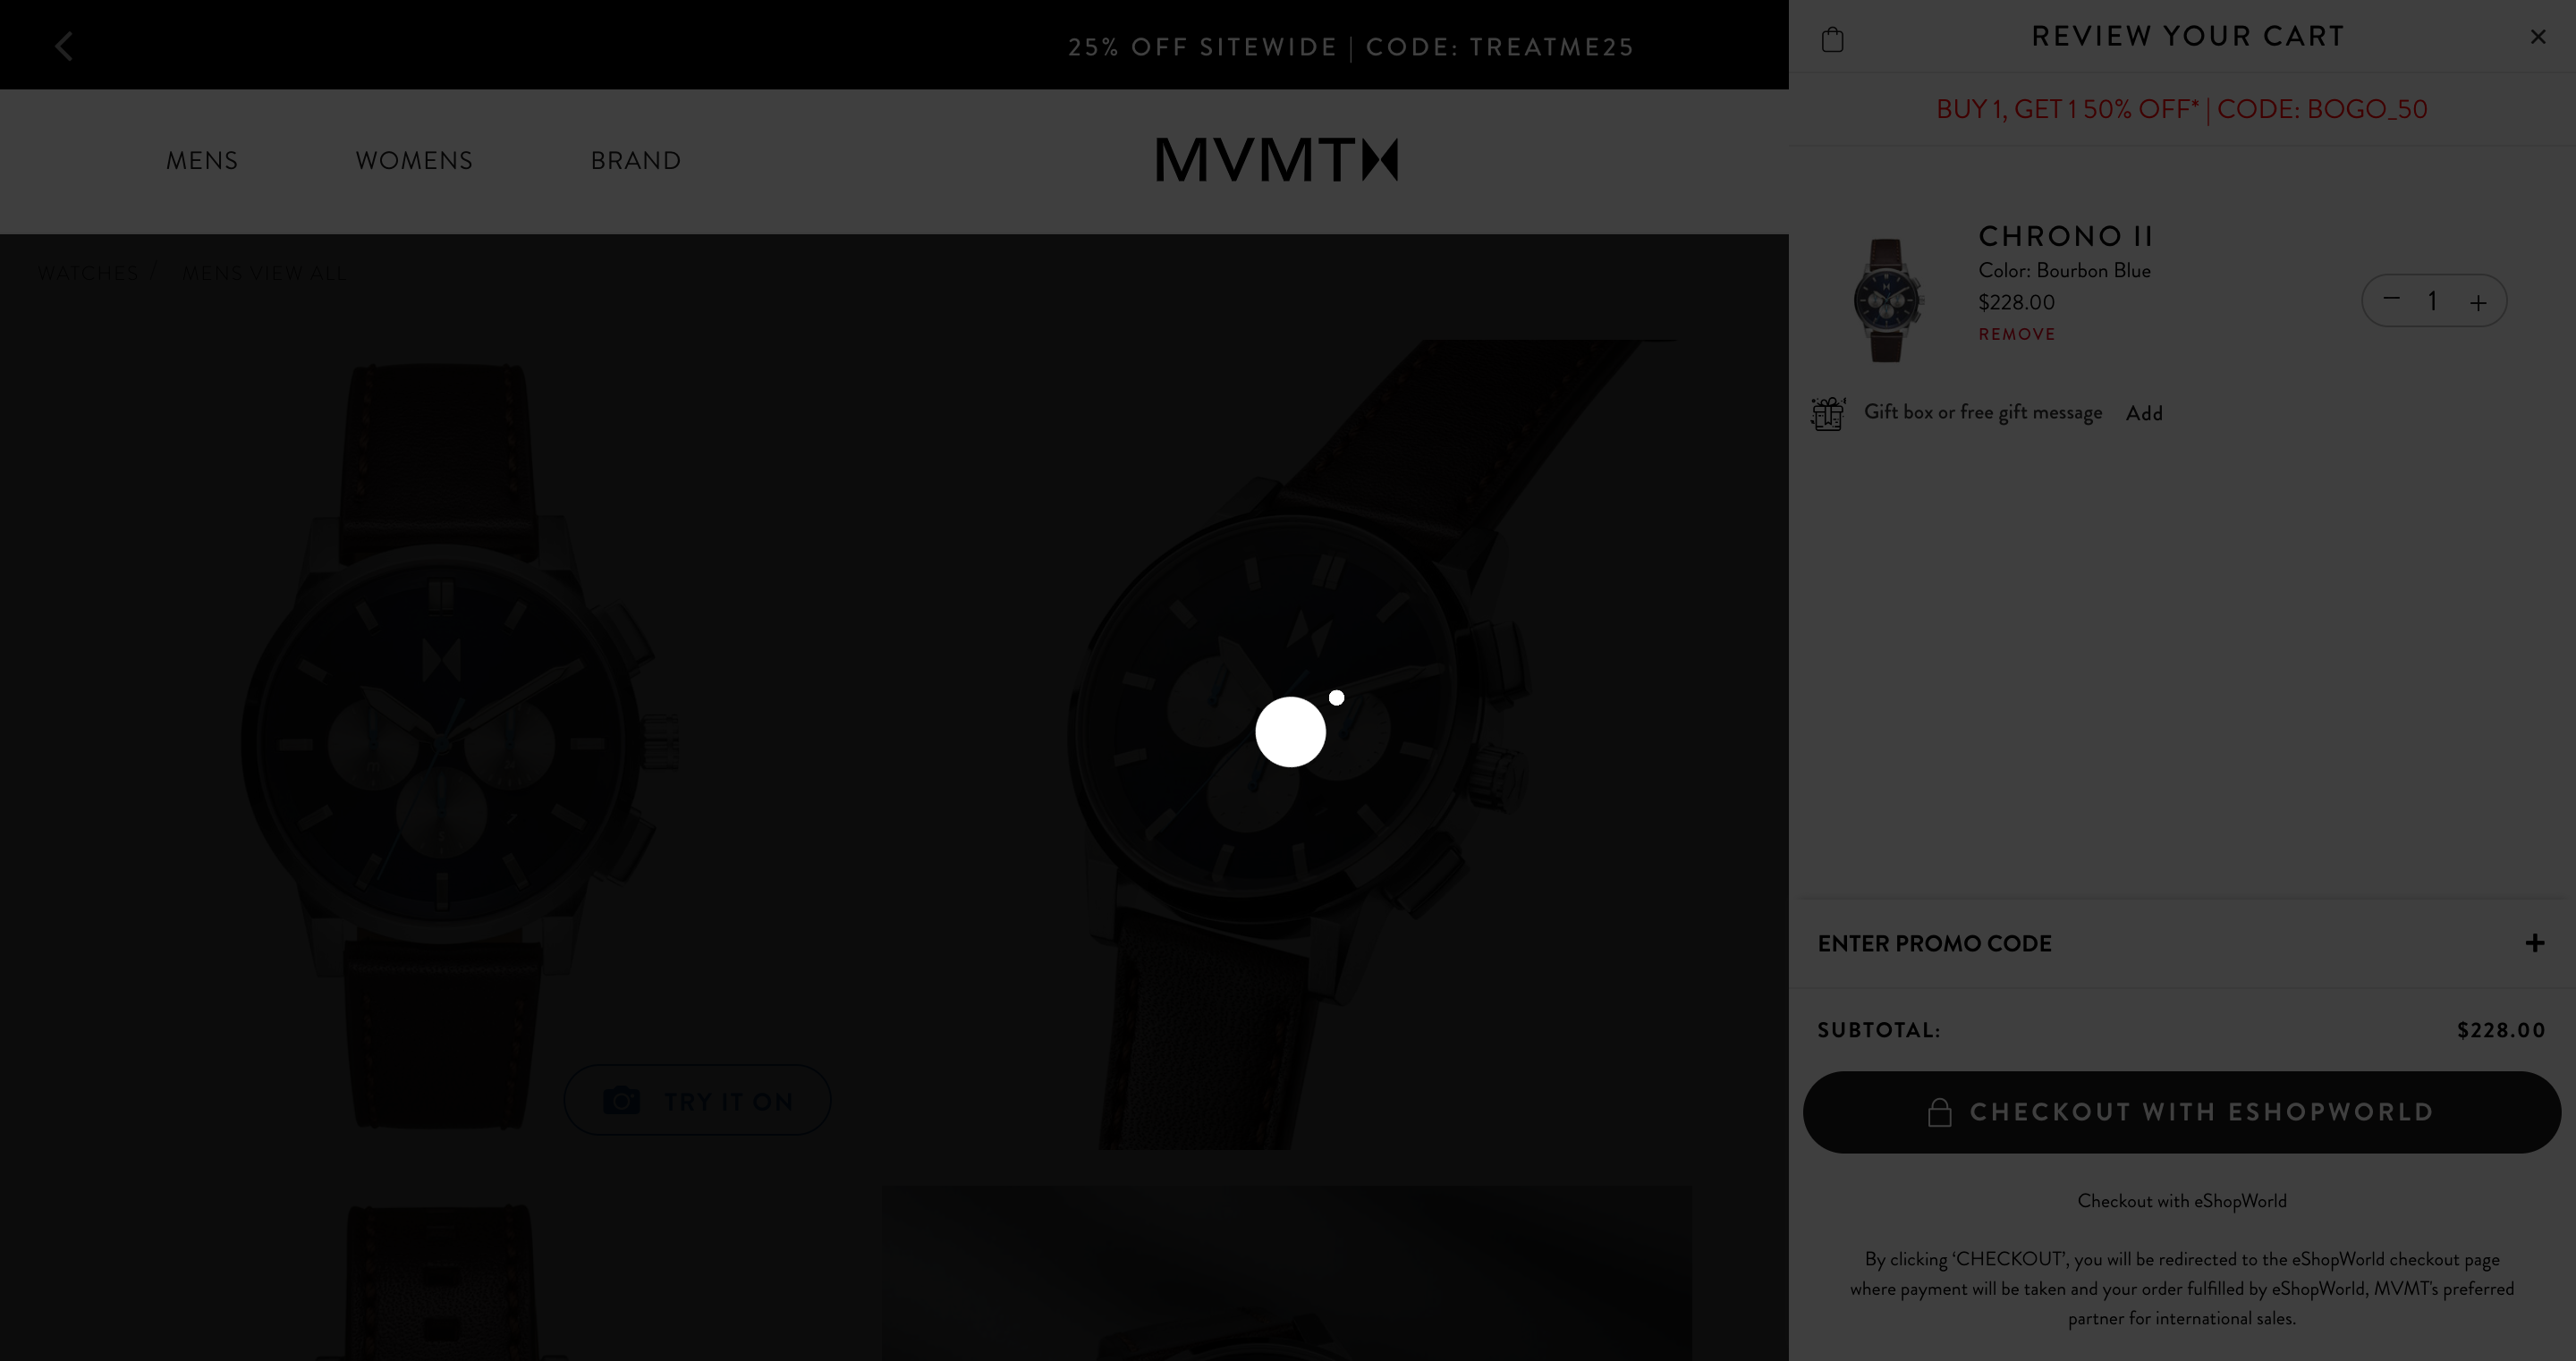 25% OFF SITEWIDE | CODE: TREATME25
MENS
WOMENS
BRAND
MVMT
WATCHES / MENS VIEW ALL
TRY IT ON
REVIEW YOUR CART
BUY 1, GET 1 50% OFF* | CODE: BOGO_50
CHRONO II
Color: Bourbon Blue
$228.00
REMOVE
1
Gift box or free gift message Add
ENTER PROMO CODE
SUBTOTAL: $228.00
CHECKOUT WITH ESHOPWORLD
Checkout with eShopWorld
By clicking ‘CHECKOUT’, you will be redirected to the eShopWorld checkout page
where payment will be taken and your order fulfilled by eShopWorld, MVMT's preferred
partner for international sales.